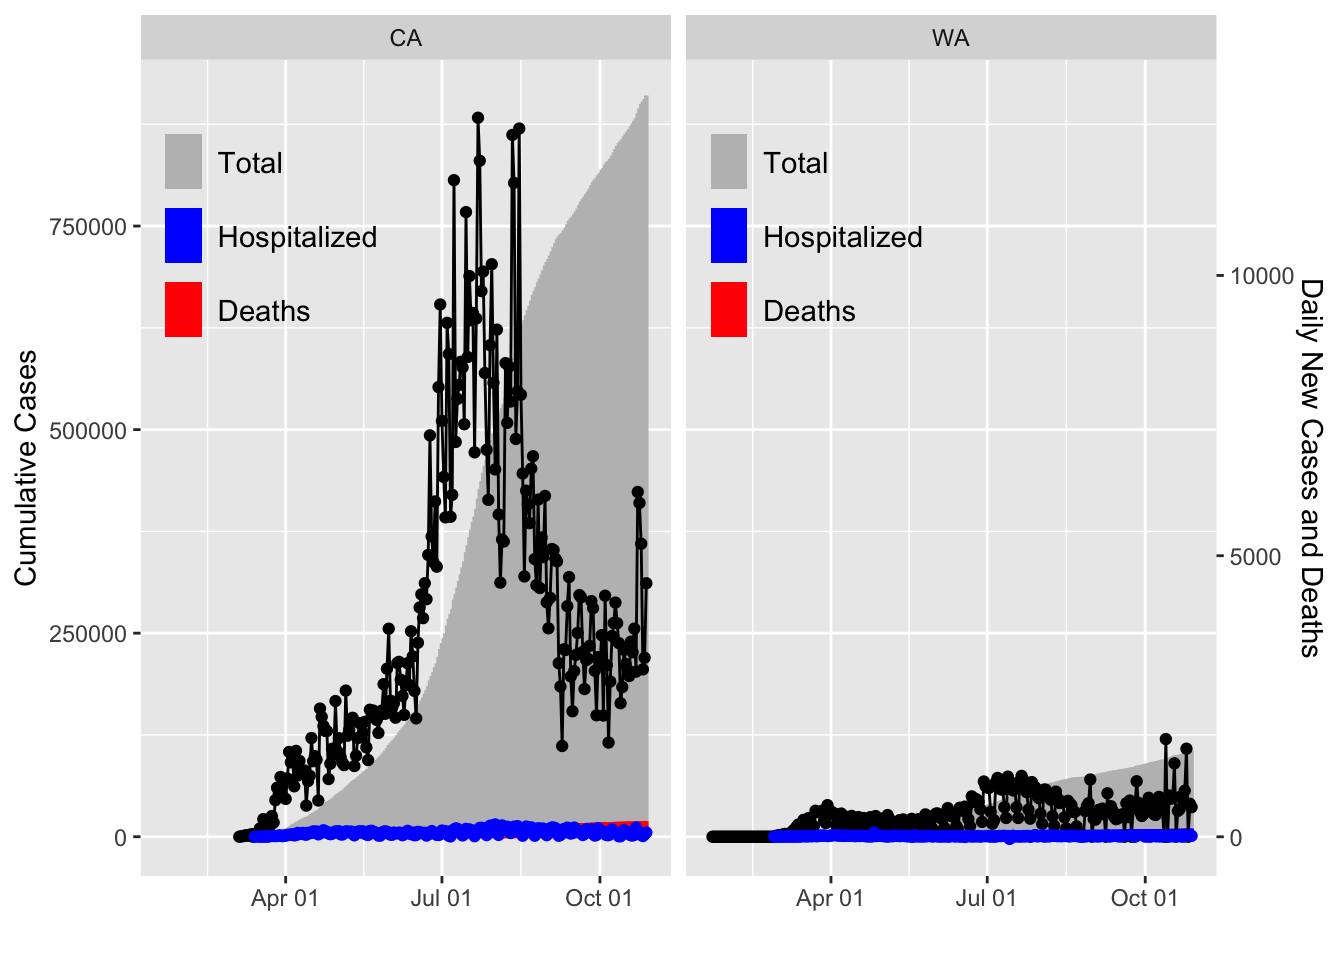 CA
WA
Total
Hospitalized
Deaths
Total
Hospitalized
Deaths
Cumulative Cases
750000
500000
250000
0
10000
5000
0
Daily New Cases and Deaths
Apr 01
Jul 01
Oct 01
Apr 01
Jul 01
Oct 01